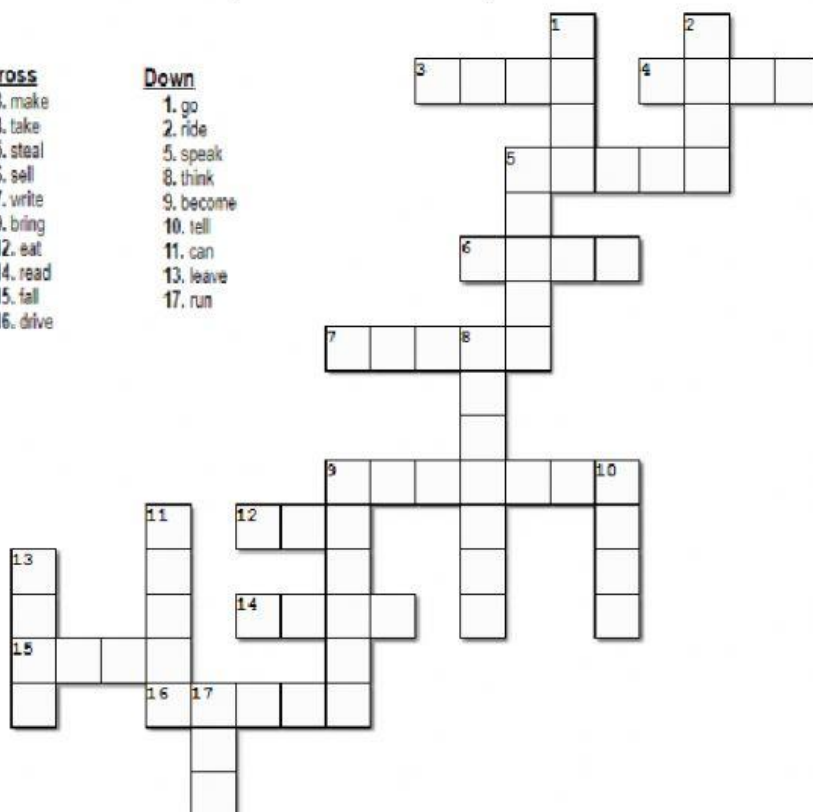 ross
. make
. take
. steal
. sell
. write
. bring
2. eat
4. read
5. fall
6. drive
Down
1. go
2. ride
5. speak
8. think
9. become
10. tell
11. can
13. leave
17. run
1 2
3 4
5
6
7 8
9 10
11 12
13
14
15
16 17